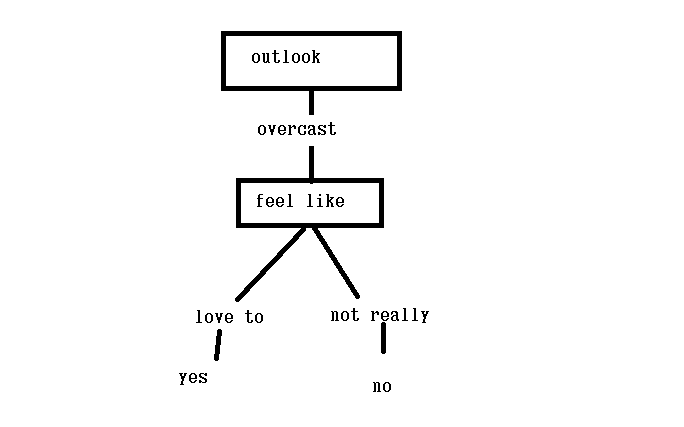 outlook
overcast
feel like
love to
not really
yes
no